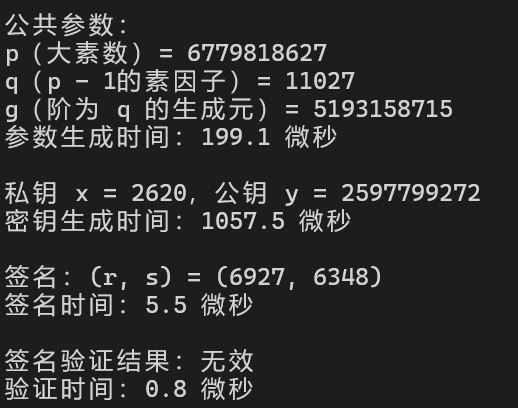 公共参数：
p（大素数）= 6779818627
q（p - 1的素因子）= 11027
g（阶为 q 的生成元）= 5193158715
参数生成时间：199.1 微秒
私钥 x = 2620，公钥 y = 2597799272
密钥生成时间：1057.5 微秒
签名：(r, s) = (6927, 6348)
签名时间：5.5 微秒
签名验证结果：无效
验证时间：0.8 微秒